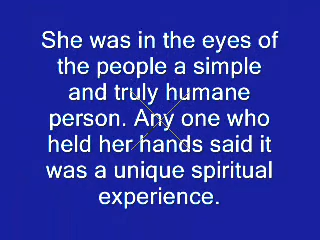 She was in the eyes of
the people a simple
and truly humane
person. Any one who
held her hands said it
was a unique spiritual
experience.